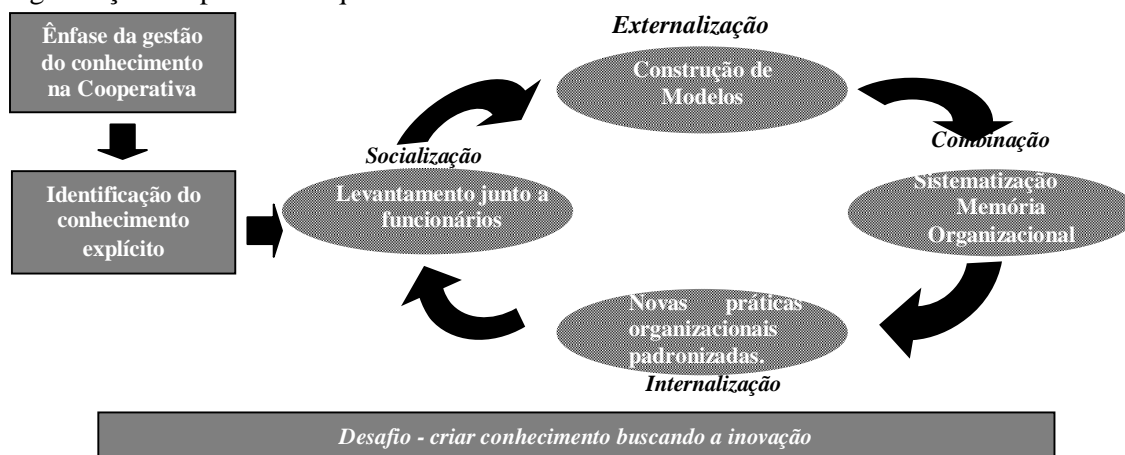 Ênfase da gestão
do conhecimento
na Cooperativa
Identificação do
conhecimento
explícito
Externalização
Construção de
Modelos
Socialização
Levantamento junto a
funcionários
Combinação
Sistematização
Memória
Organizacional
Novas práticas
organizacionais
padronizadas.
Internalização
Desafio - criar conhecimento buscando a inovação